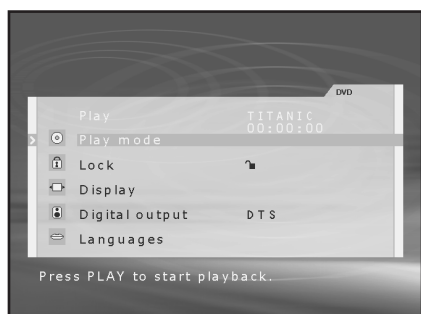 DVD
Play TITANIC
00:00:00
Play mode
Lock
Display
Digital output DTS
Languages
Press PLAY to start playback.